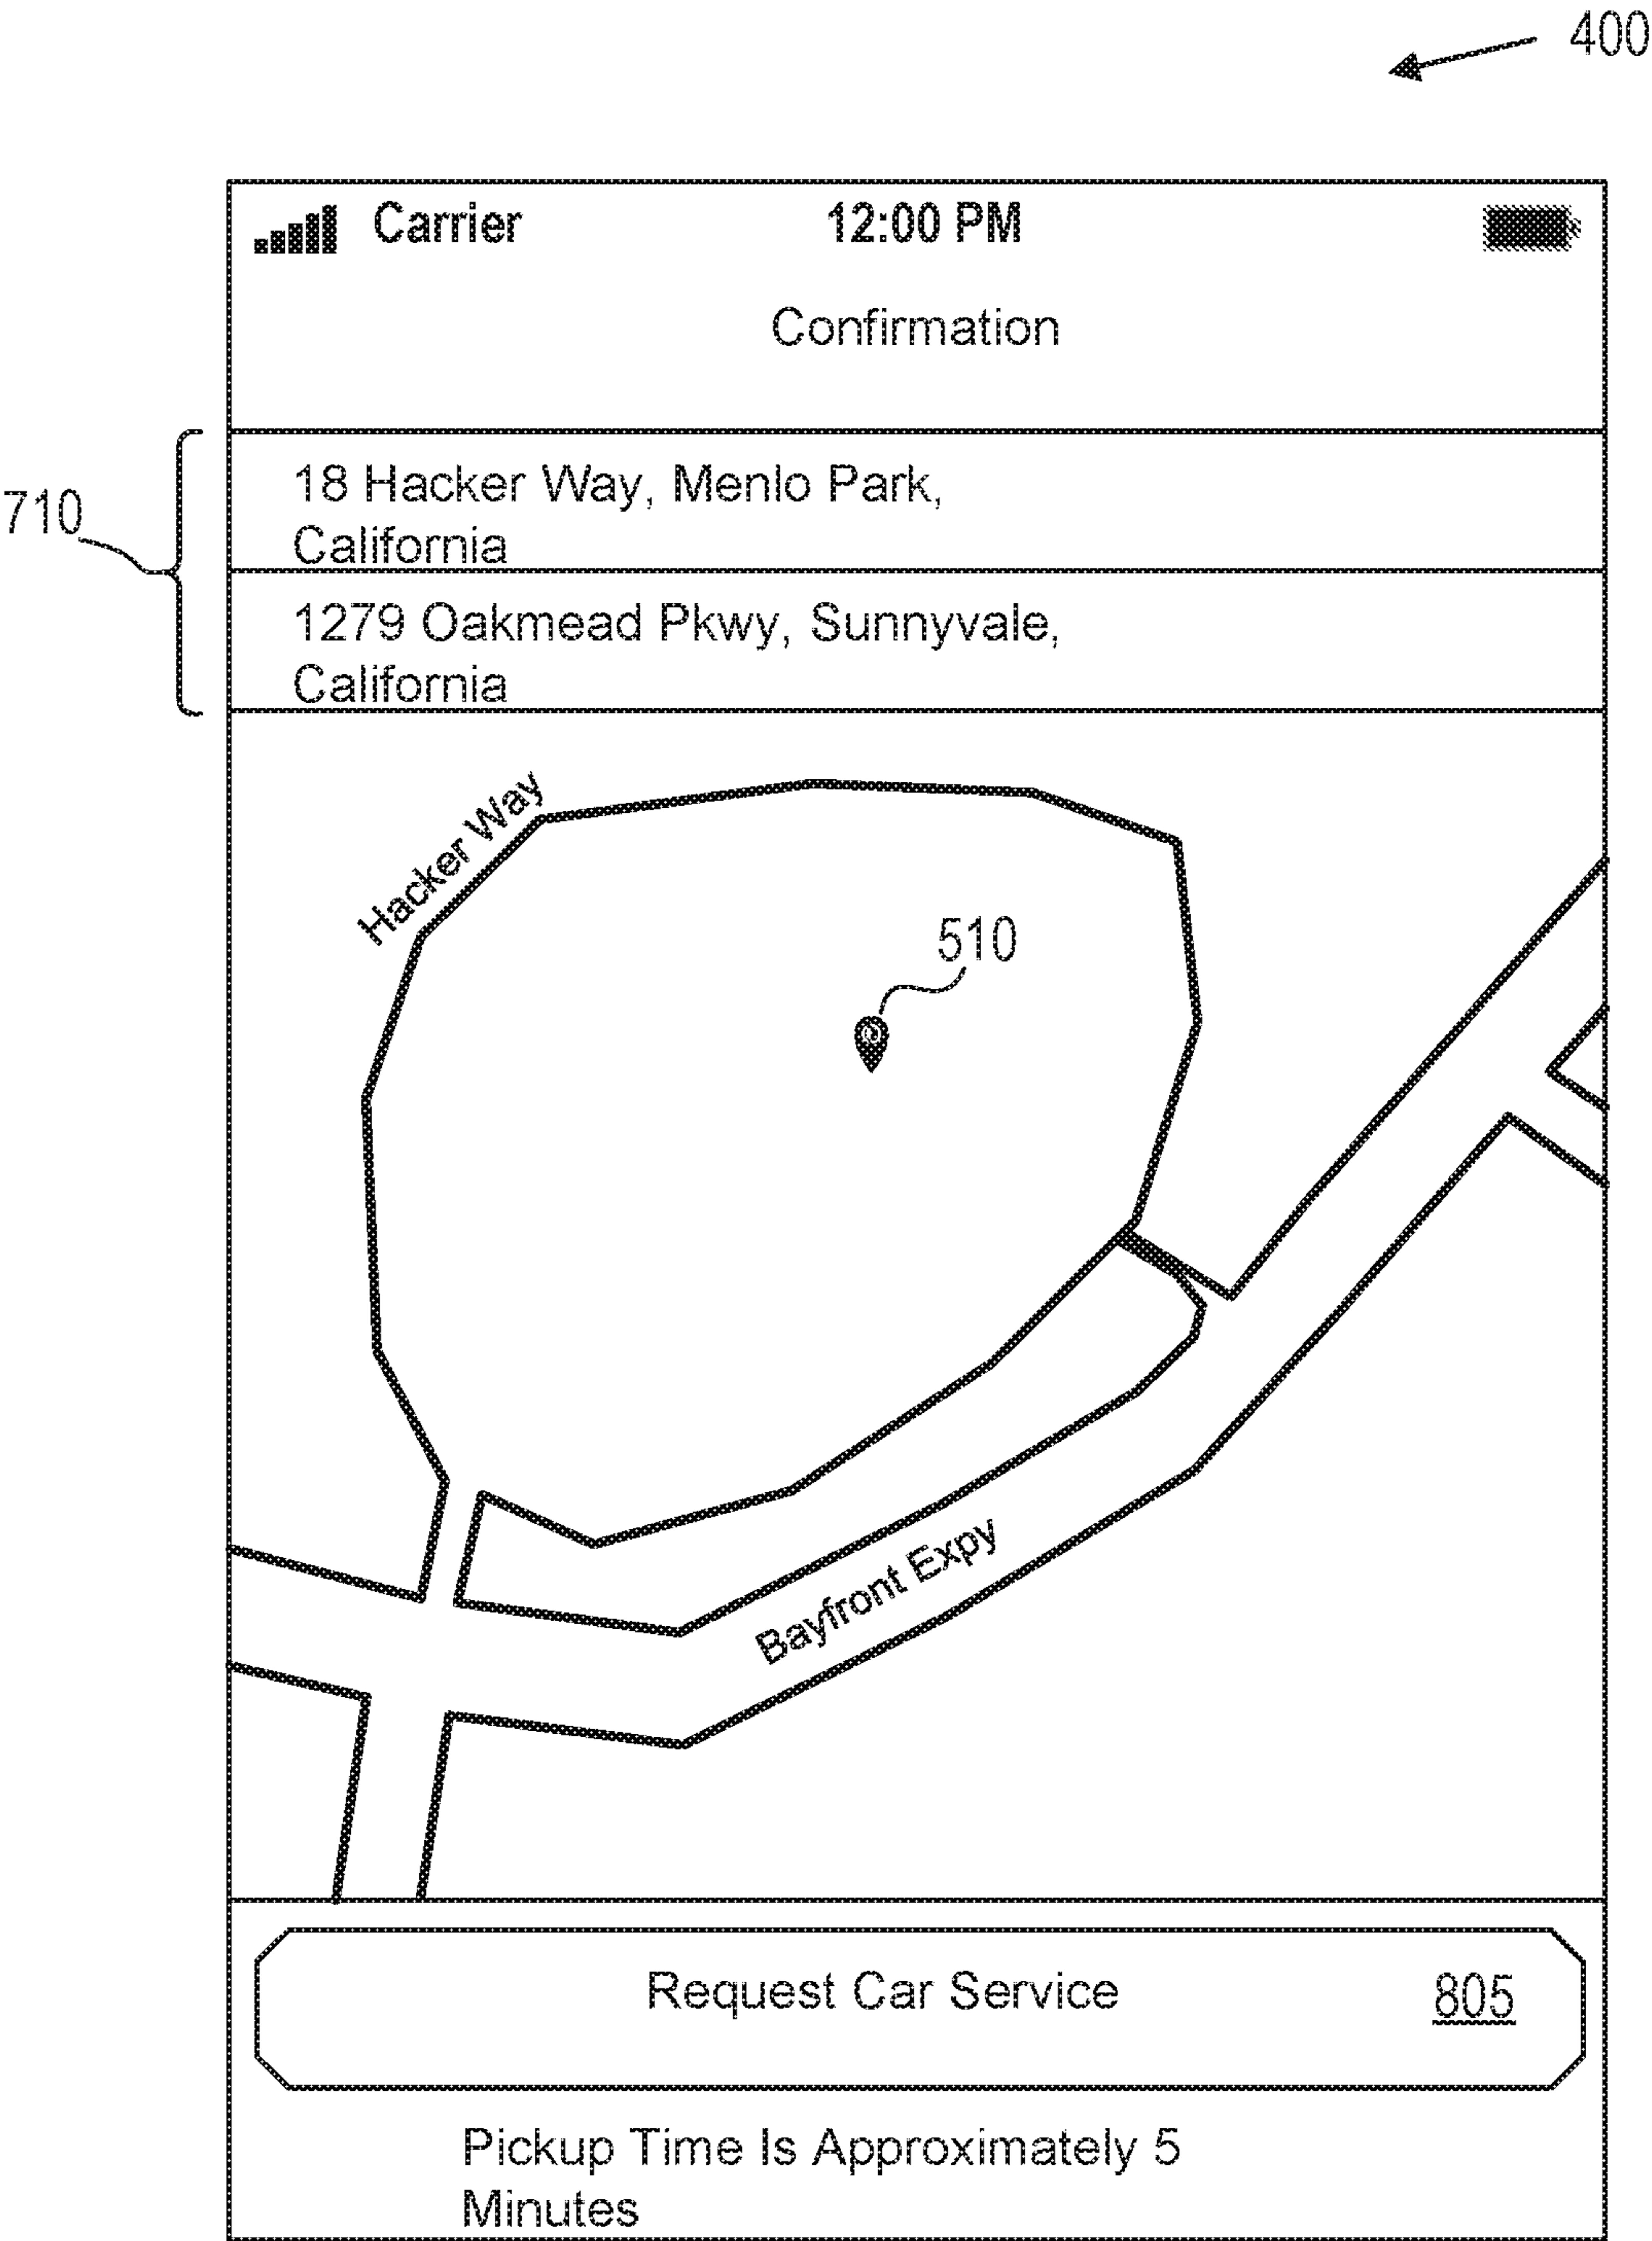 400
Carrier 12:00 PM
Confirmation
710
18 Hacker Way, Menlo Park,
California
1279 Oakmead Pkwy, Sunnyvale,
California
Hacker Way
510
Bayfront Expy
Request Car Service 805
Pickup Time Is Approximately 5
Minutes